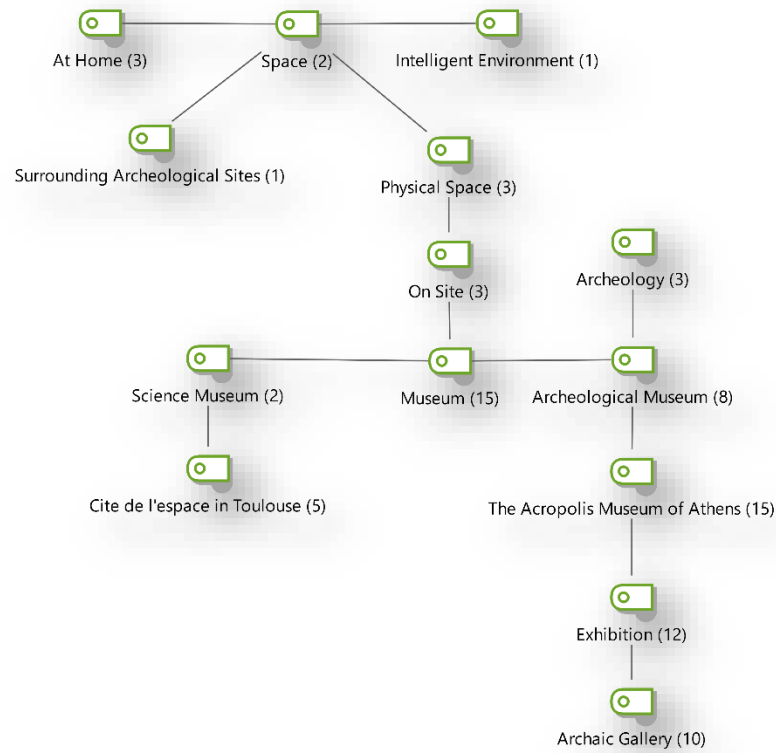 At Home (3)
Space (2)
Intelligent Environment (1)
Surrounding Archeological Sites (1)
Physical Space (3)
On Site (3)
Archeology (3)
Science Museum (2)
Museum (15)
Archeological Museum (8)
Cite de l'espace in Toulouse (5)
The Acropolis Museum of Athens (15)
Exhibition (12)
Archaic Gallery (10)